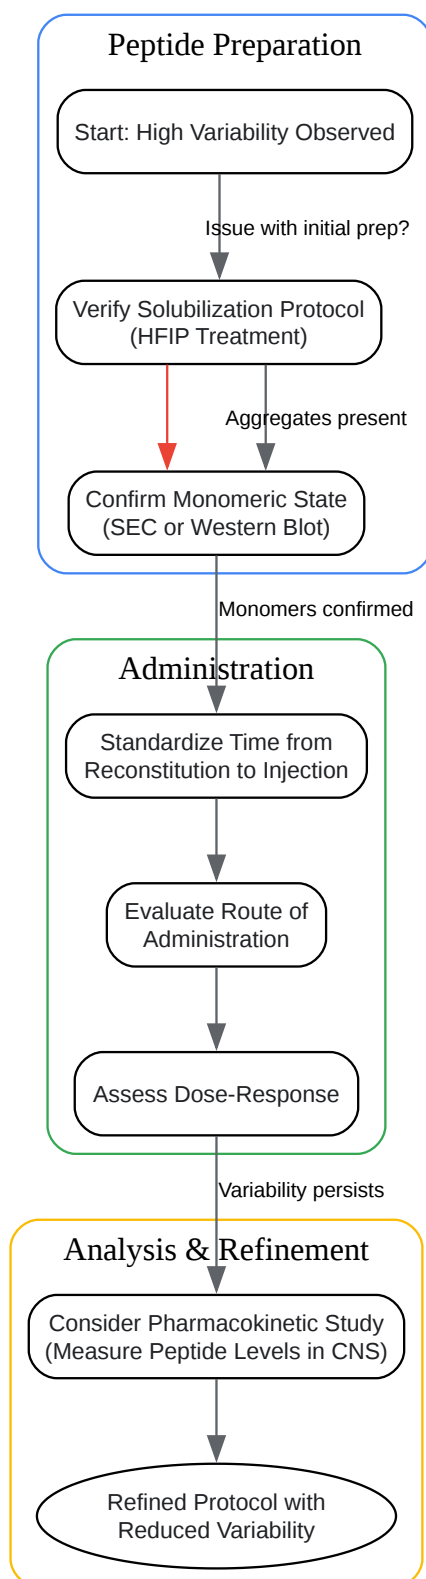 Peptide Preparation
Start: High Variability Observed
Issue with initial prep?
Verify Solubilization Protocol
(HFIP Treatment)
Aggregates present
Confirm Monomeric State
(SEC or Western Blot)
Monomers confirmed
Administration
Standardize Time from
Reconstitution to Injection
Evaluate Route of
Administration
Assess Dose-Response
Variability persists
Analysis & Refinement
Consider Pharmacokinetic Study
(Measure Peptide Levels in CNS)
Refined Protocol with
Reduced Variability